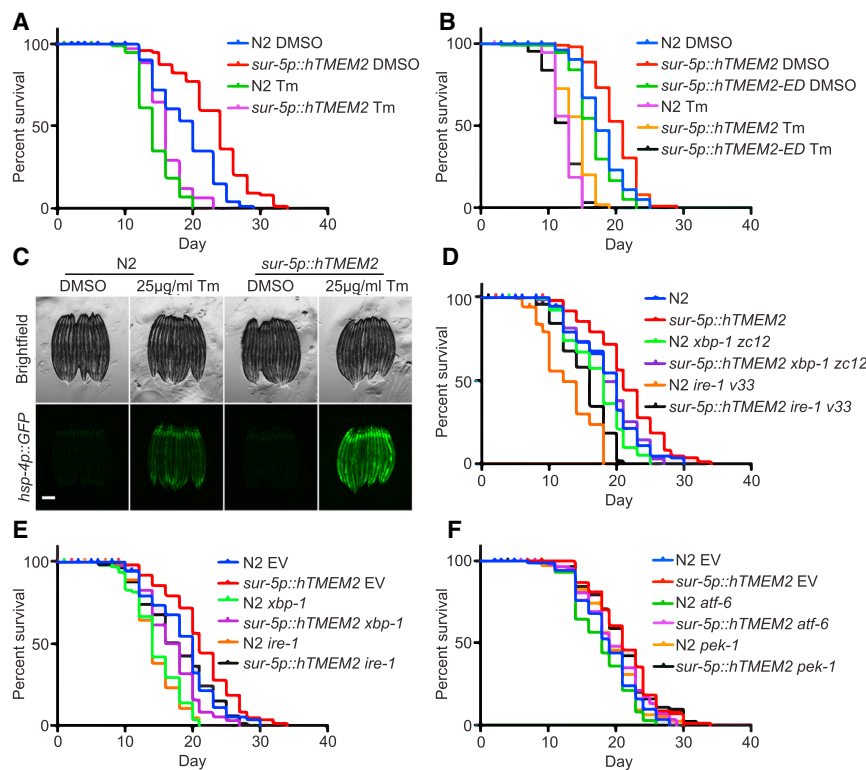 A
Percent survival
100
50
0
0 10 20 30 40
Day
N2 DMSO
sur-5p::hTMEM2 DMSO
N2 Tm
sur-5p::hTMEM2 Tm
B
Percent survival
100
50
0
0 10 20 30 40
Day
N2 DMSO
sur-5p::hTMEM2 DMSO
sur-5p::hTMEM2-ED DMSO
N2 Tm
sur-5p::hTMEM2 Tm
sur-5p::hTMEM2-ED Tm
C
N2 sur-5p::hTMEM2
DMSO 25µg/ml Tm DMSO 25µg/ml Tm
Brightfield
hsp-4p::GFP
D
Percent survival
100
50
0
0 10 20 30 40
Day
N2
sur-5p::hTMEM2
N2 xbp-1 zc12
sur-5p::hTMEM2 xbp-1 zc12
N2 ire-1 v33
sur-5p::hTMEM2 ire-1 v33
E
Percent survival
100
50
0
0 10 20 30 40
Day
N2 EV
sur-5p::hTMEM2 EV
N2 xbp-1
sur-5p::hTMEM2 xbp-1
N2 ire-1
sur-5p::hTMEM2 ire-1
F
Percent survival
100
50
0
0 10 20 30 40
Day
N2 EV
sur-5p::hTMEM2 EV
N2 atf-6
sur-5p::hTMEM2 atf-6
N2 pek-1
sur-5p::hTMEM2 pek-1